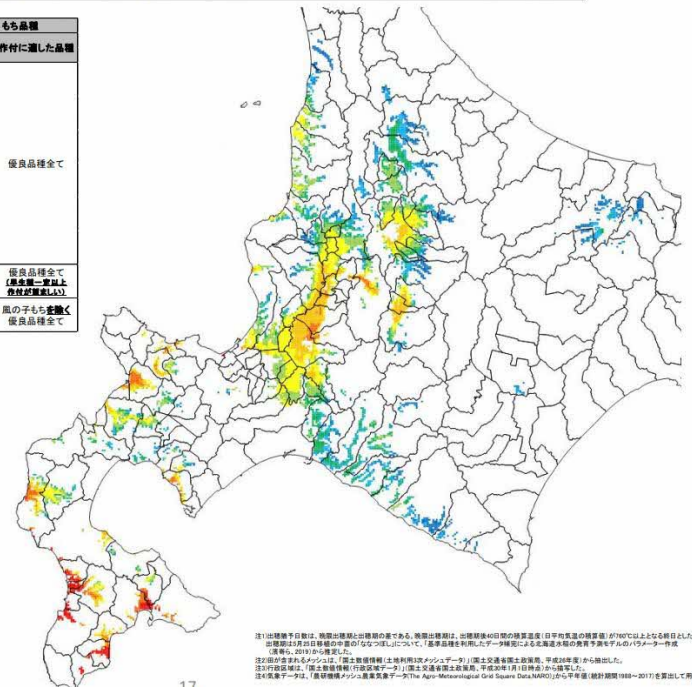 もち品種
作付に適した品種
優良品種全て
優良品種全て
(早生種一定以上
作付が望ましい)
風の子もちを除く
優良品種全て
注1)出穂猶予日数は、晩限出穂期と出穂期の差である。晩限出穂期は、出穂期後40日間の積算温度(日平均気温の積算値)が760℃以上となる終日とした
出穂期は5月25日移植の中苗の「ななつぼし」について、「基準品種を利用したデータ補完による北海道水稲の発育予測モデルのパラメーター作成
(濱嵜ら、2019)から推定した。
注2)田が含まれるメッシュは、「国土数値情報(土地利用3次メッシュデータ)」(国土交通省国土政策局、平成26年度)から抽出した。
注3)行政区域は、「国土数値情報(行政区域データ)」(国土交通省国土政策局、平成30年1月1日時点)から描写した。
注4)気象データは、「農研機構メッシュ農業気象データ(The Agro-Meteorological Grid Square Data,NARO)」から平年値(統計期間1988~2017)を算出して用
17